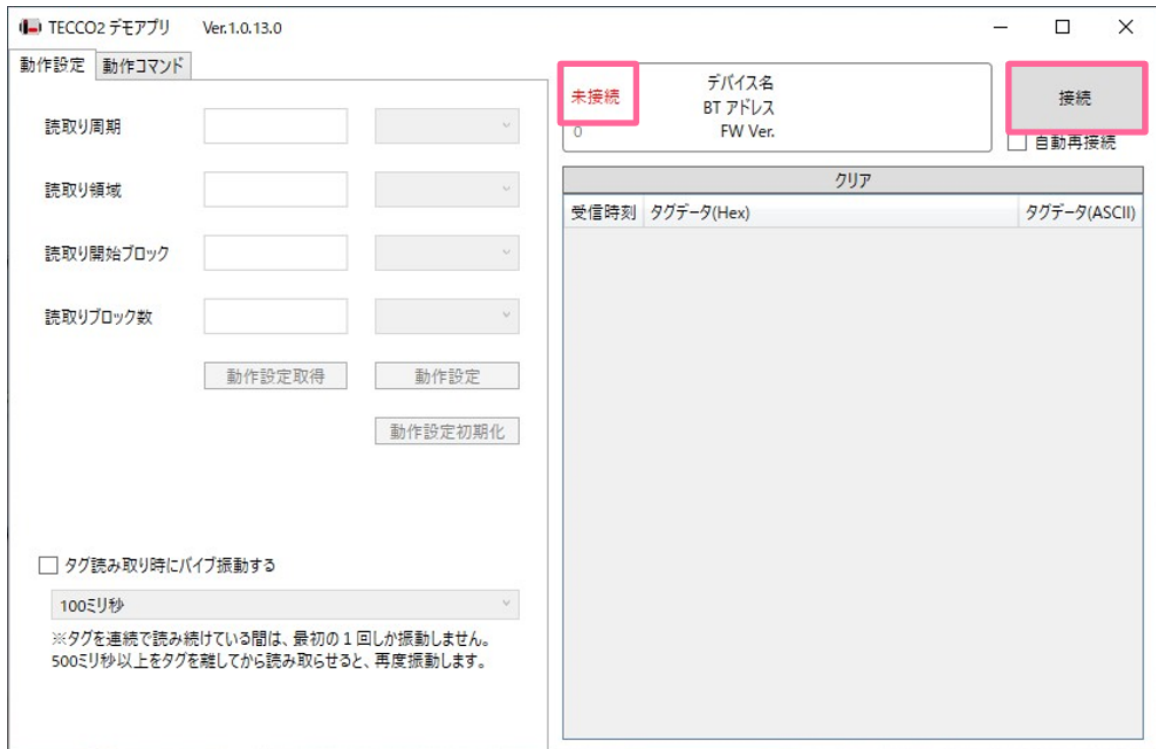 TECCO2 デモアプリ Ver.1.0.13.0
動作設定 動作コマンド
読取り周期
読取り領域
読取り開始ブロック
読取りブロック数
動作設定取得 動作設定
動作設定初期化
タグ読み取り時にバイブ振動する
100ミリ秒
※タグを連続で読み続けている間は、最初の1回しか振動しません。
500ミリ秒以上をタグを離してから読み取らせると、再度振動します。
未接続
0
デバイス名
BT アドレス
FW Ver.
接続
自動再接続
クリア
受信時刻 タグデータ(Hex) タグデータ(ASCII)